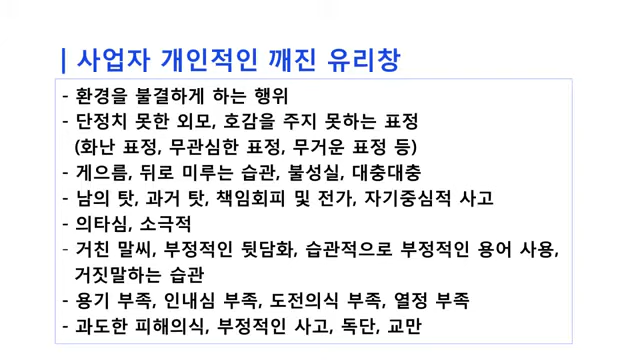 | 사업자 개인적인 깨진 유리창
- 환경을 불결하게 하는 행위
- 단정치 못한 외모, 호감을 주지 못하는 표정
(화난 표정, 무관심한 표정, 무거운 표정 등)
- 게으름, 뒤로 미루는 습관, 불성실, 대충대충
- 남의 탓, 과거 탓, 책임회피 및 전가, 자기중심적 사고
- 의타심, 소극적
- 거친 말씨, 부정적인 뒷담화, 습관적으로 부정적인 용어 사용,
거짓말하는 습관
- 용기 부족, 인내심 부족, 도전의식 부족, 열정 부족
- 과도한 피해의식, 부정적인 사고, 독단, 교만